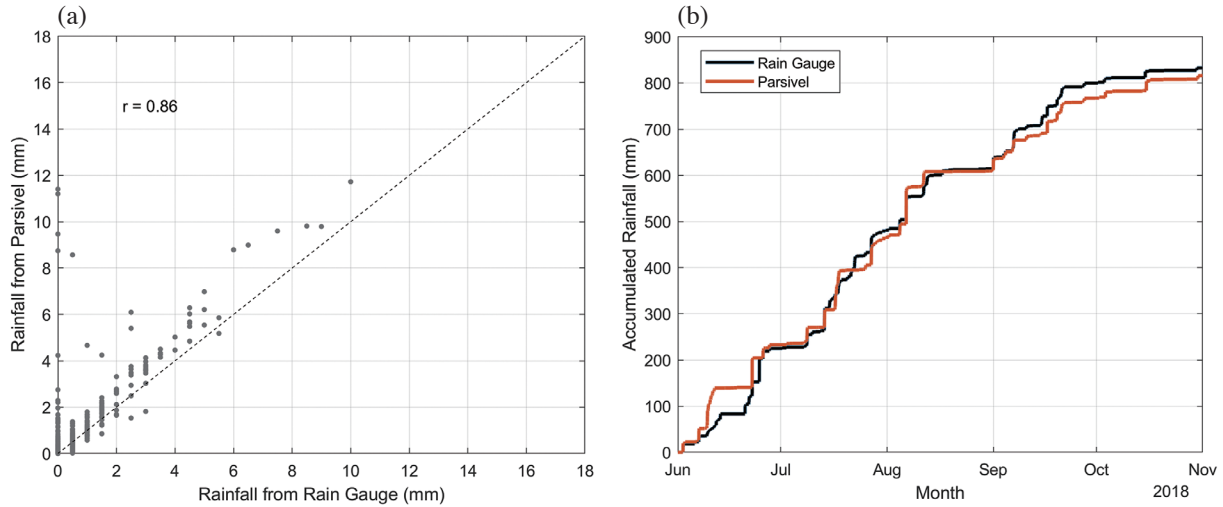 (a)
18
16
14
12
10
8
6
4
2
0
r = 0.86
Rainfall from Parsivel (mm)
0 2 4 6 8 10 12 14 16 18
Rainfall from Rain Gauge (mm)
(b)
900
800
700
600
500
400
300
200
100
0
Rain Gauge
Parsivel
Accumulated Rainfall (mm)
Jun Jul Aug Sep Oct Nov
Month
2018